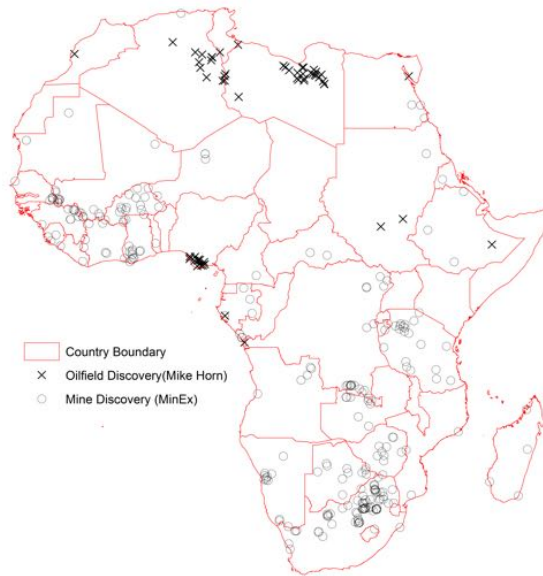 Country Boundary
Oilfield Discovery(Mike Horn)
Mine Discovery (MinEx)